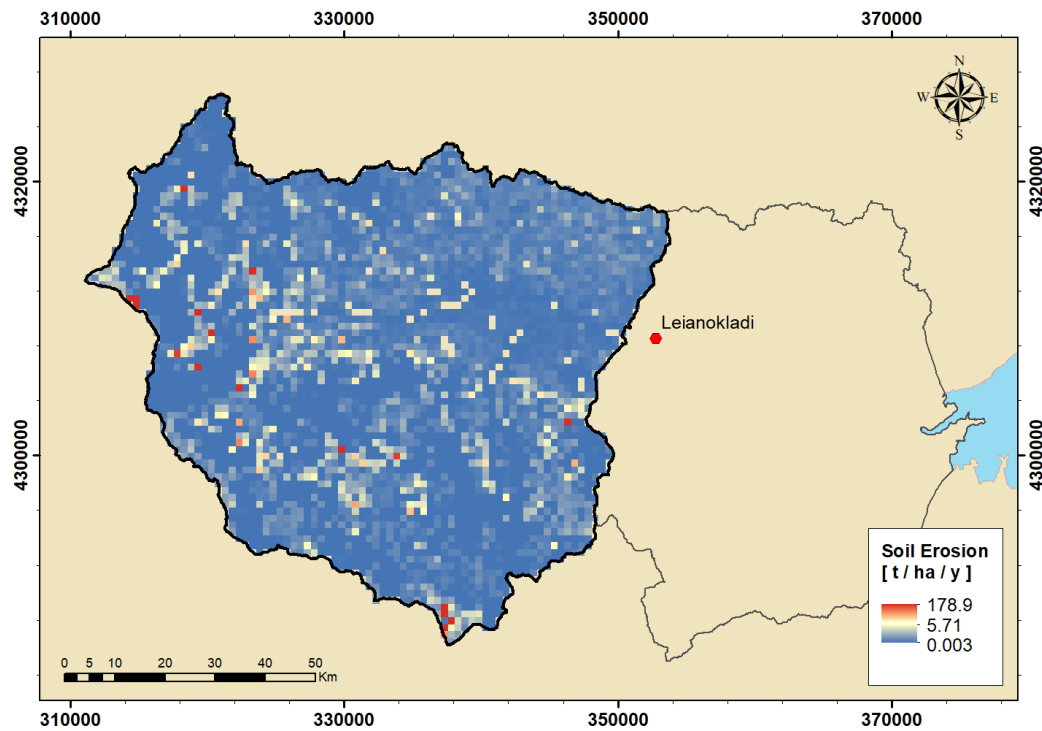 310000 330000 350000 370000
N
W E
S
4320000 4320000
Leianokladi
4300000 4300000
Soil Erosion
[ t / ha / y ]
178.9
5.71
0.003
0 5 10 20 30 40 50
Km
310000 330000 350000 370000